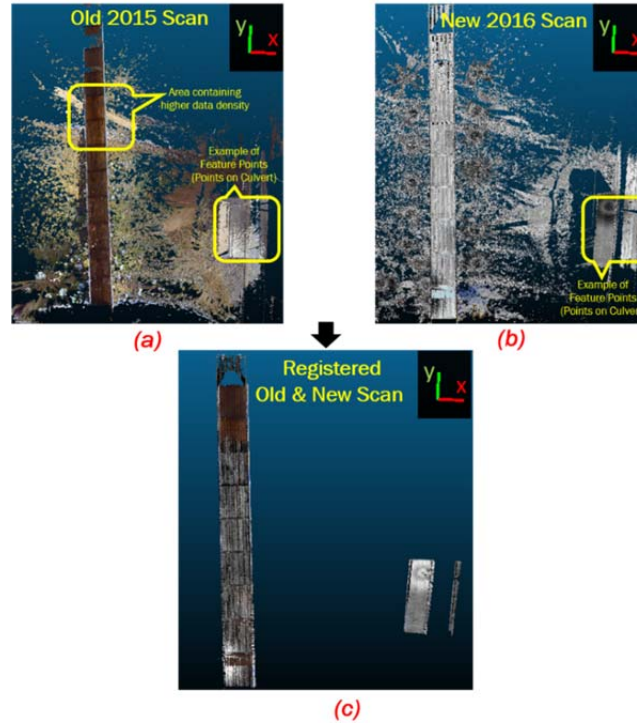 Old 2015 Scan
y
x
Area containing
higher data density
Example of
Feature Points
(Points on Culvert)
(a)
New 2016 Scan
y
x
Example of
Feature Points
(Points on Culver
(b)
Registered
Old & New Scan
y
x
(c)